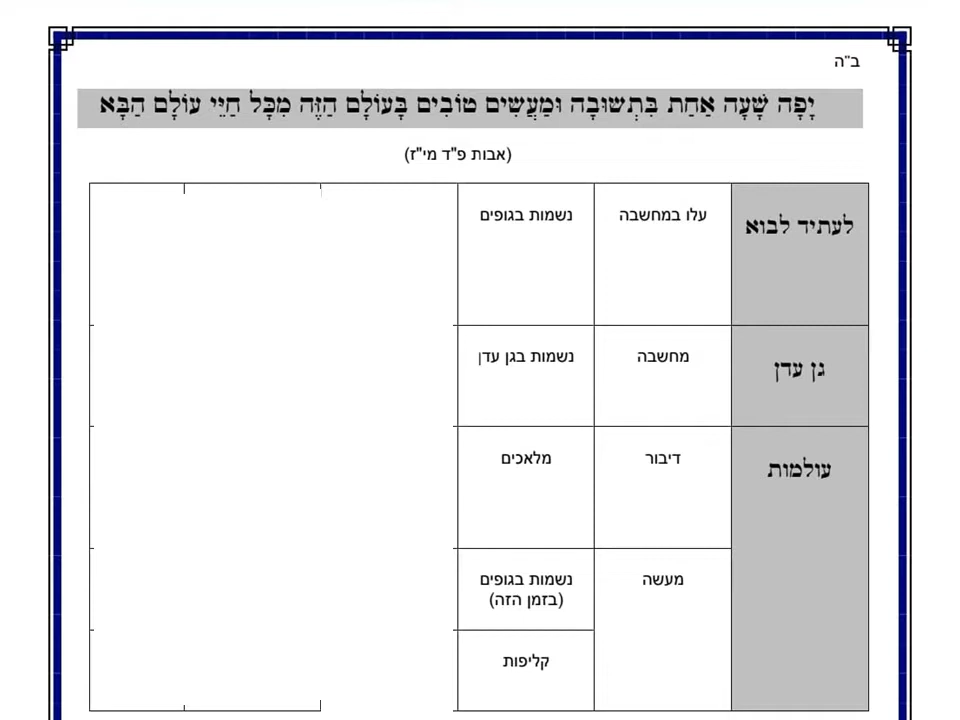 ב"ה
יָפָה שָׁעָה אַחַת בִּתְשׁוּבָה וּמַעֲשִׂים טוֹבִים בָּעוֹלָם הַזֶּה מִכָּל חַיֵּי עוֹלָם הַבָּא
(אבות פ"ד מי"ז)
לעתיד לבוא
עלו במחשבה
נשמות בגופים
גן עדן
מחשבה
נשמות בגן עדן
עולמות
דיבור
מלאכים
מעשה
נשמות בגופים
(בזמן הזה)
קליפות